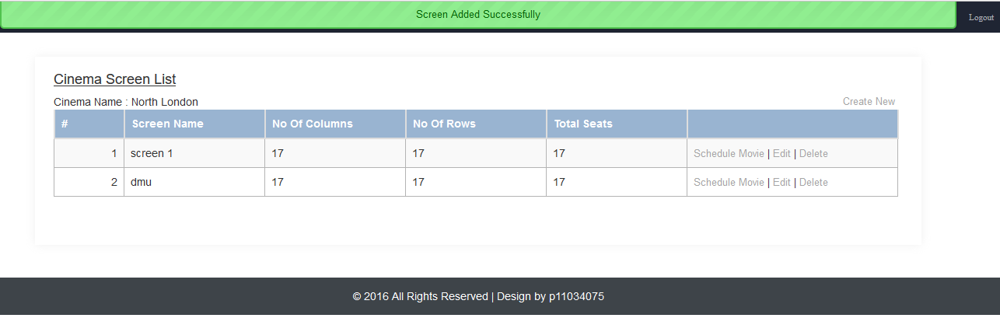 Screen Added Successfully
Logout
Cinema Screen List
Cinema Name : North London
Create New
# Screen Name No Of Columns No Of Rows Total Seats
1 screen 1 17 17 17 Schedule Movie | Edit | Delete
2 dmu 17 17 17 Schedule Movie | Edit | Delete
© 2016 All Rights Reserved | Design by p11034075